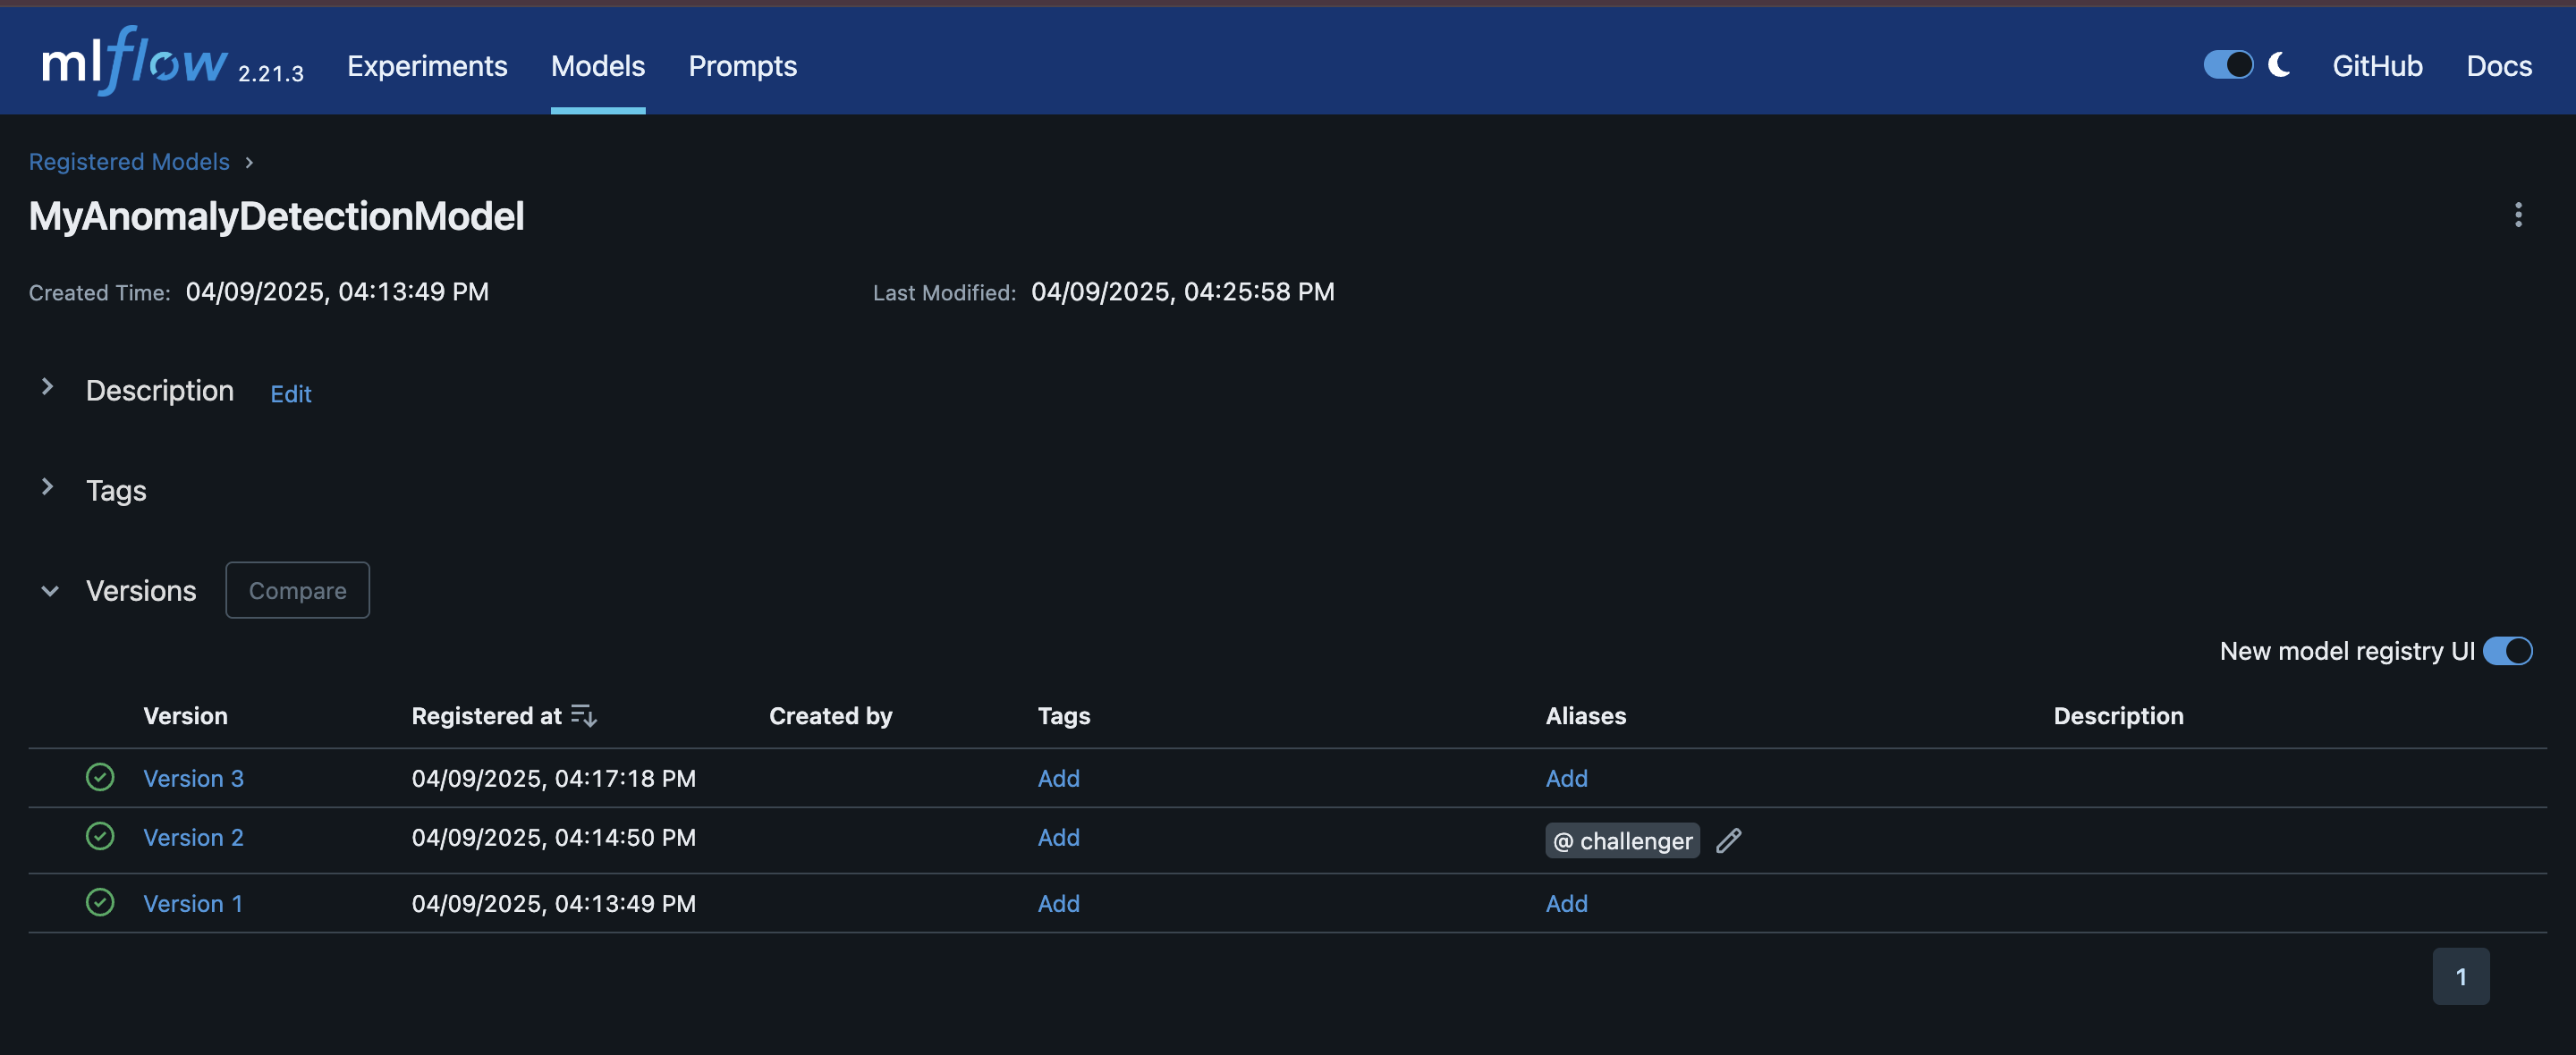 mlflow 2.21.3 Experiments Models Prompts GitHub Docs
Registered Models
MyAnomalyDetectionModel
Created Time: 04/09/2025, 04:13:49 PM Last Modified: 04/09/2025, 04:25:58 PM
Description Edit
Tags
Versions Compare
New model registry UI
Version Registered at Created by Tags Aliases Description
Version 3 04/09/2025, 04:17:18 PM Add Add
Version 2 04/09/2025, 04:14:50 PM Add @ challenger
Version 1 04/09/2025, 04:13:49 PM Add Add
1